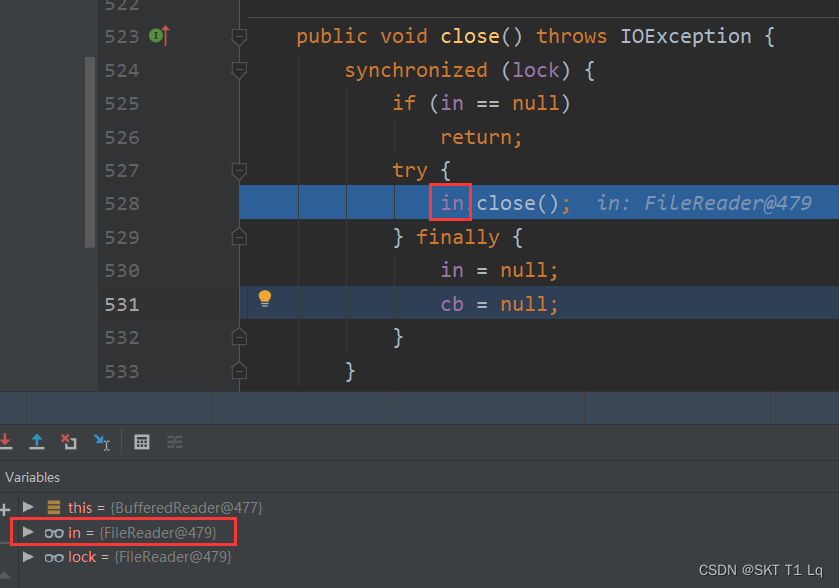 522
523 public void close() throws IOException {
524 synchronized (lock) {
525 if (in == null)
526 return;
527 try {
528 in.close(); in: FileReader@479
529 } finally {
530 in = null;
531 cb = null;
532 }
533 }
Variables
this = {BufferedReader@477}
in = {FileReader@479}
lock = {FileReader@479}
CSDN @SKT T1 Lq